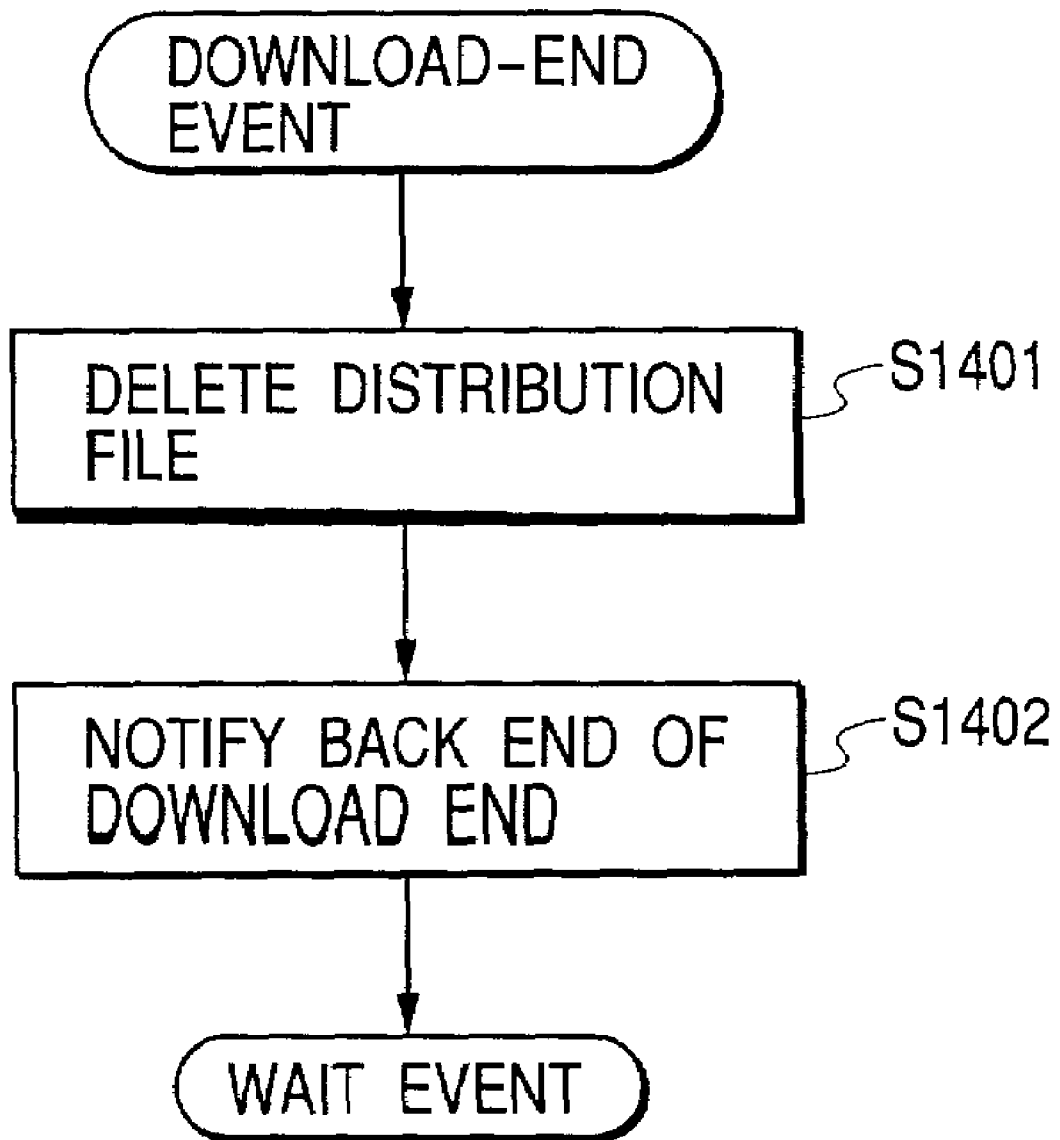 DOWNLOAD-END
EVENT
DELETE DISTRIBUTION
FILE
S1401
NOTIFY BACK END OF
DOWNLOAD END
S1402
WAIT EVENT